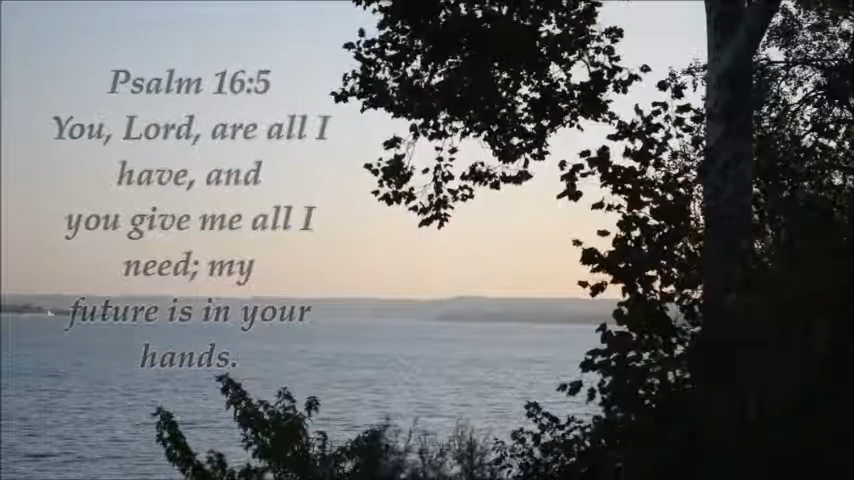 Psalm 16:5
You, Lord, are all I
have, and
you give me all I
need; my
future is in your
hands.